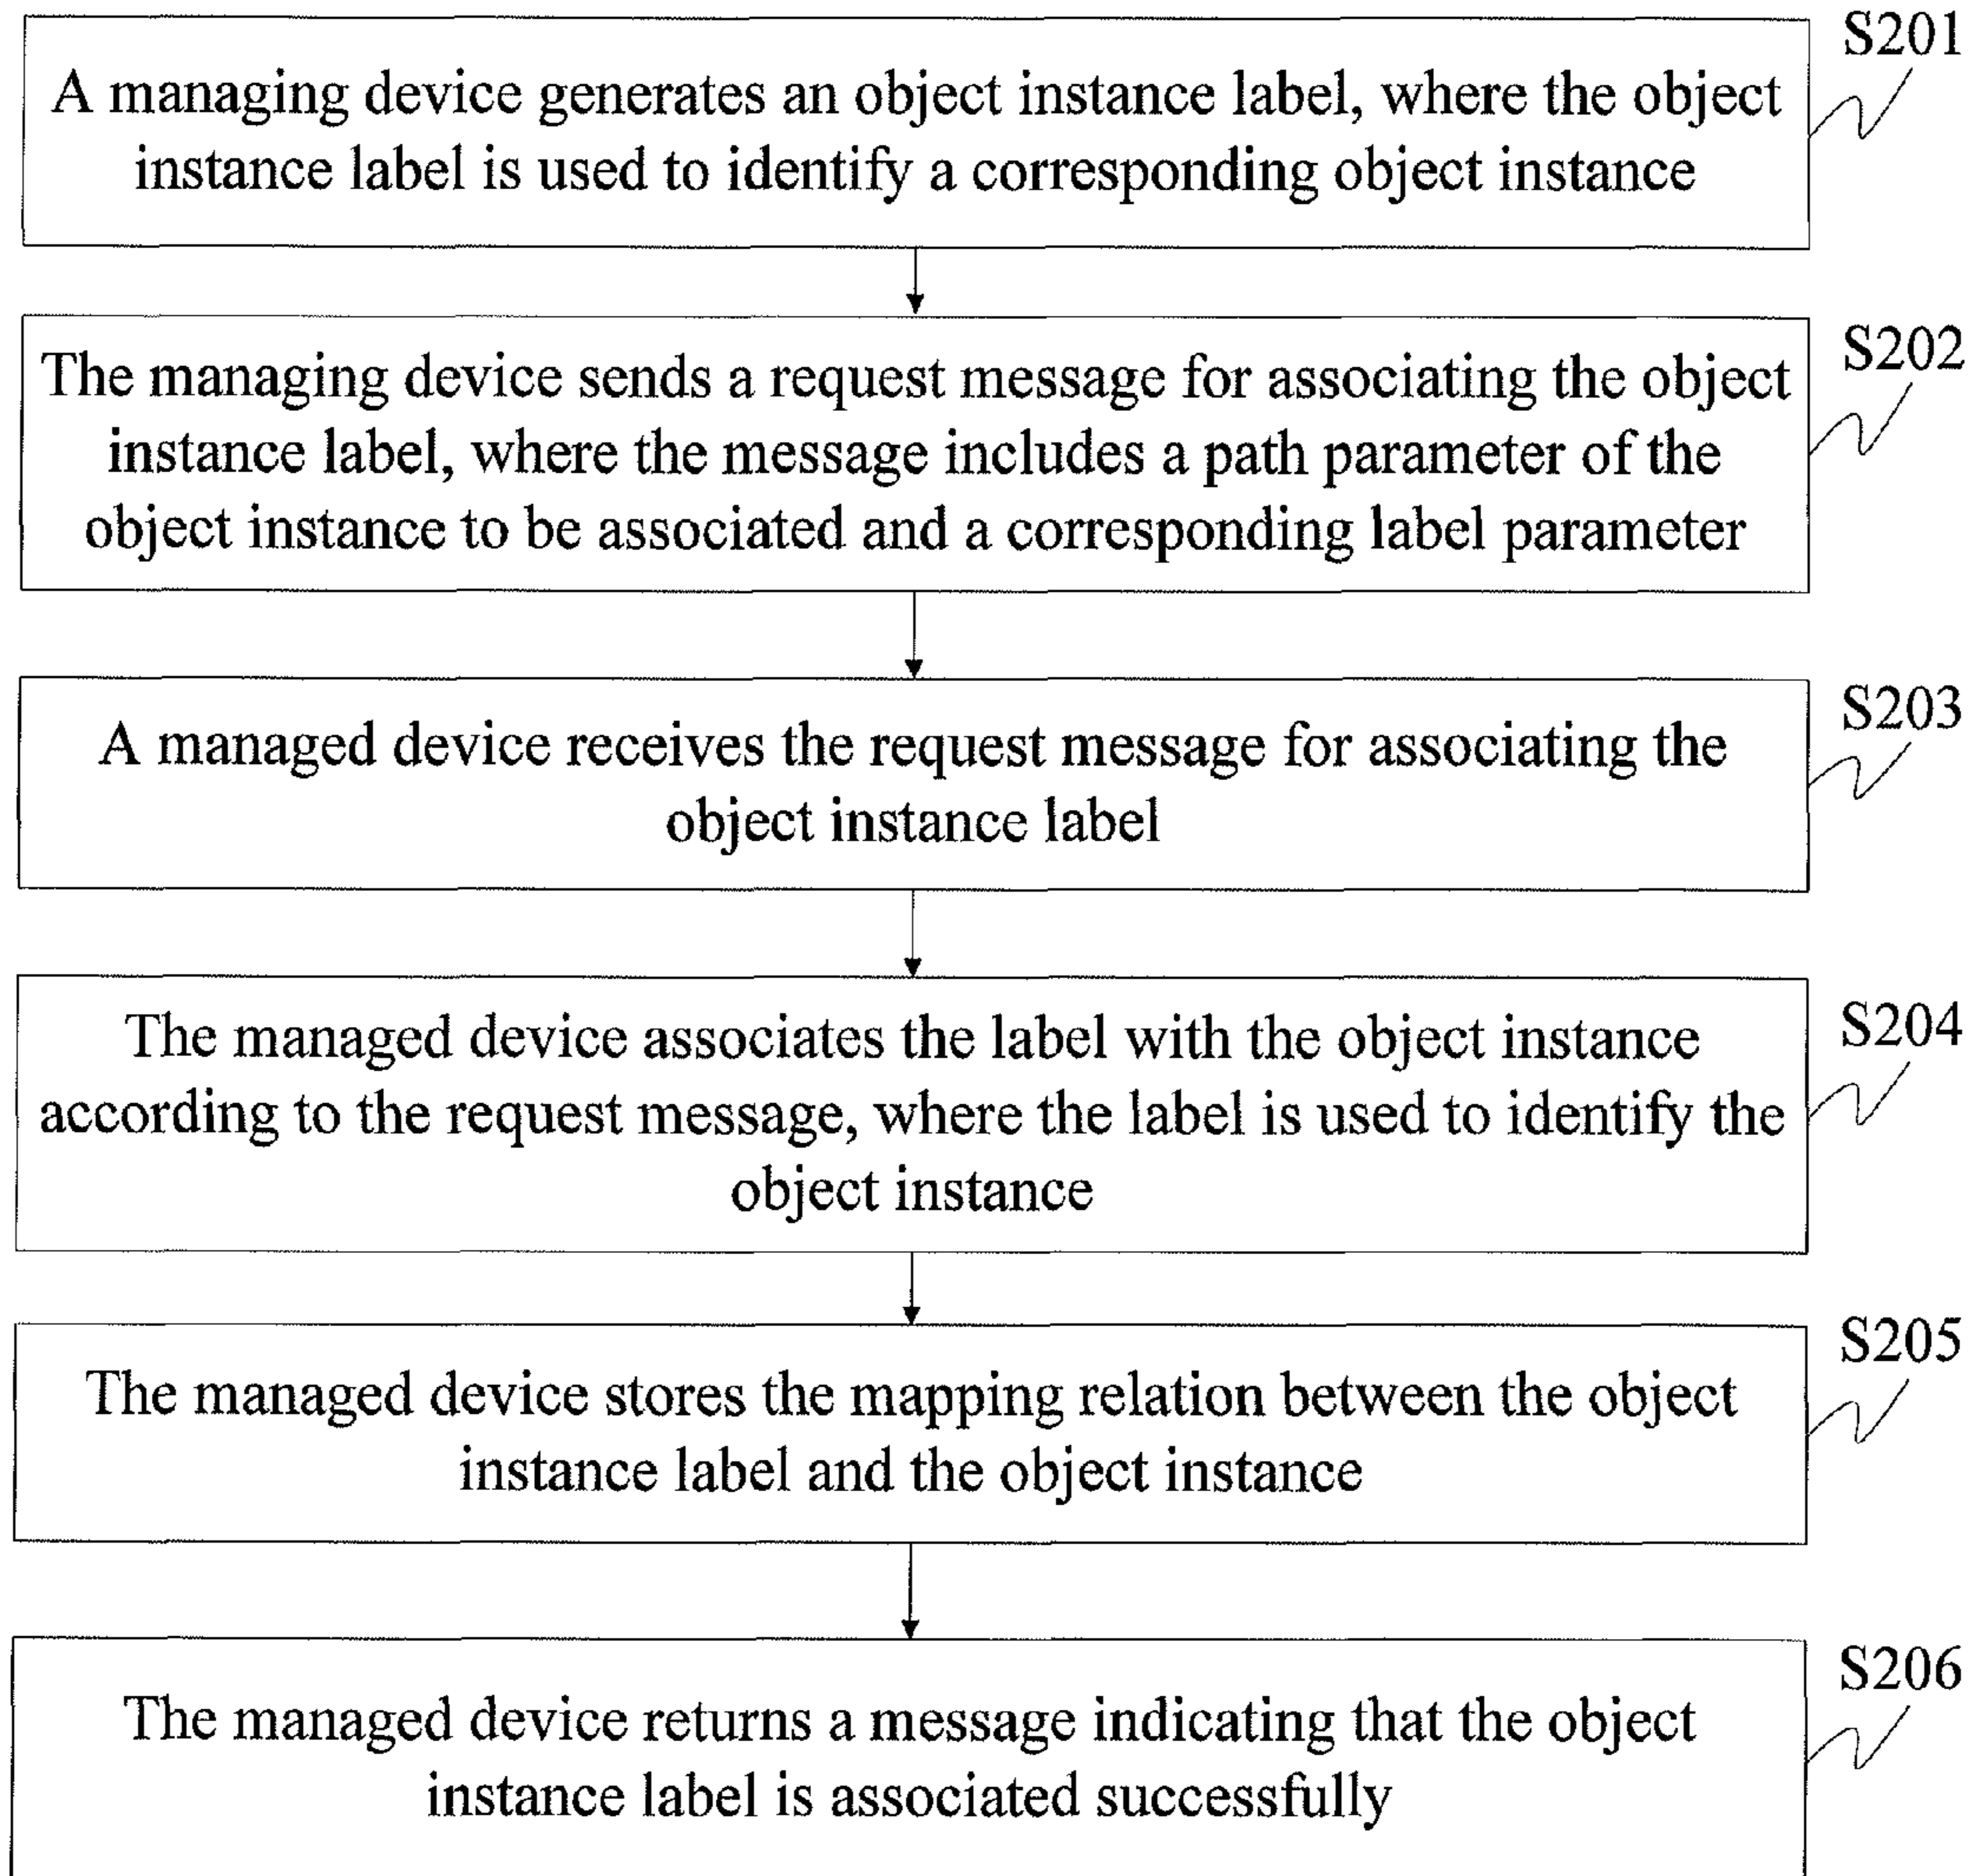 S201
A managing device generates an object instance label, where the object
instance label is used to identify a corresponding object instance
S202
The managing device sends a request message for associating the object
instance label, where the message includes a path parameter of the
object instance to be associated and a corresponding label parameter
S203
A managed device receives the request message for associating the
object instance label
S204
The managed device associates the label with the object instance
according to the request message, where the label is used to identify the
object instance
S205
The managed device stores the mapping relation between the object
instance label and the object instance
S206
The managed device returns a message indicating that the object
instance label is associated successfully